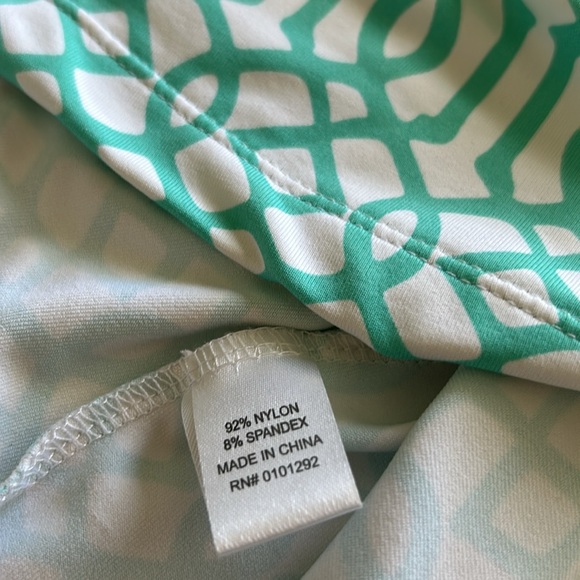 92% NYLON
8% SPANDEX
MADE IN CHINA
RN# 0101292